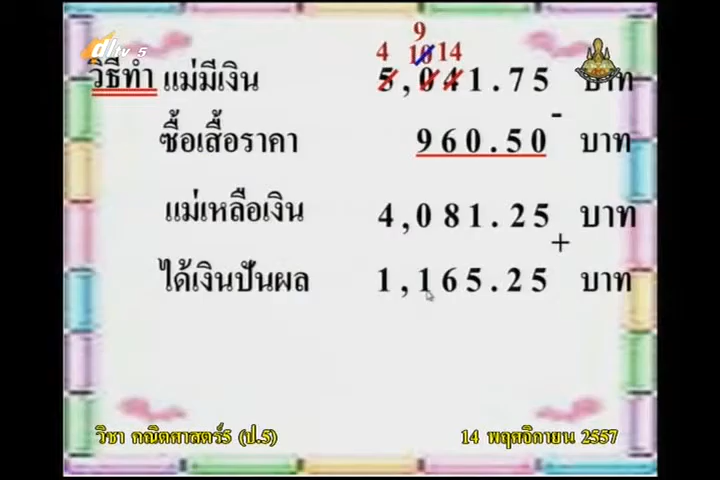 dltv 5
9
4 10 14
วิธีทำ แม่มีเงิน 5,041.75 บาท
-
ซื้อเสื้อราคา 960.50 บาท
แม่เหลือเงิน 4,081.25 บาท
+
ได้เงินปันผล 1,165.25 บาท
วิชา คณิตศาสตร์5 (ป.5) 14 พฤศจิกายน 2557